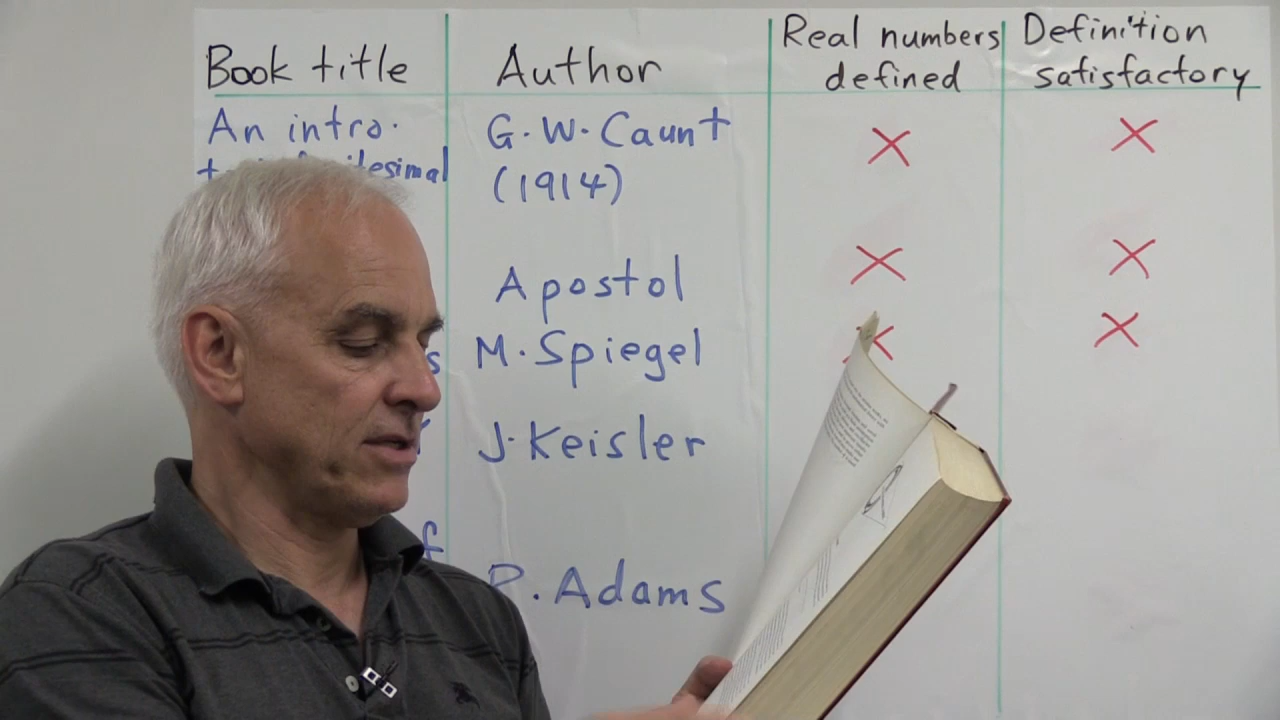 Book title Author Real numbers defined Definition satisfactory
An intro. G.W.Caunt
(1914)
Apostol
M.Spiegel
J.Keisler
Adams